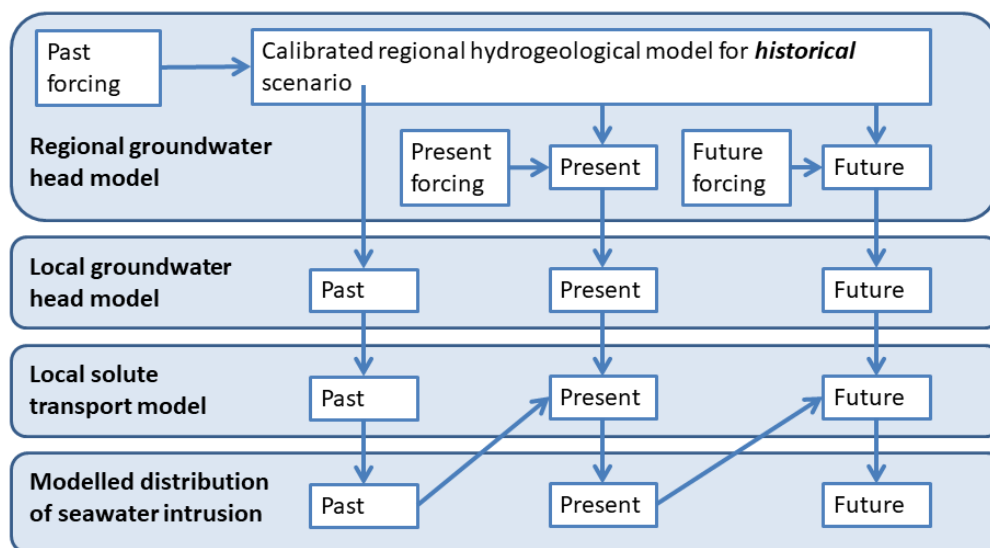 Past
forcing
Calibrated regional hydrogeological model for historical
scenario
Regional groundwater
head model
Present
forcing
Present
Future
forcing
Future
Local groundwater
head model
Past
Present
Future
Local solute
transport model
Past
Present
Future
Modelled distribution
of seawater intrusion
Past
Present
Future